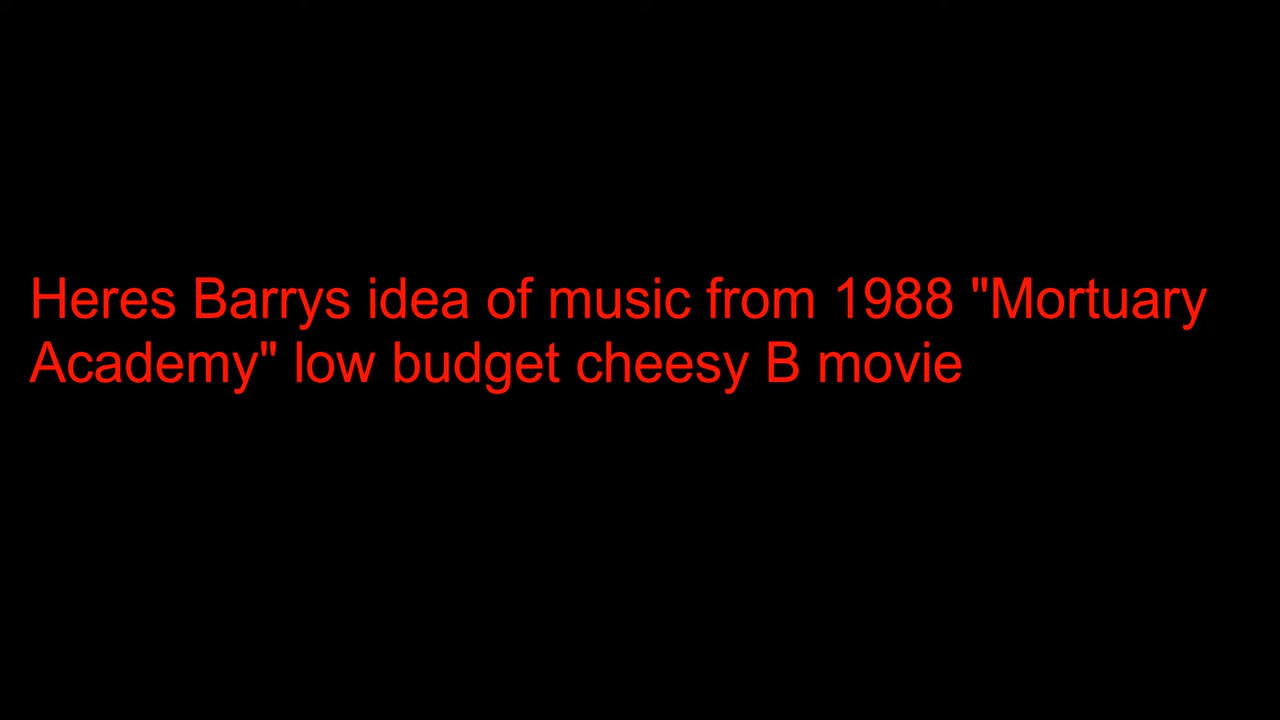 Heres Barrys idea of music from 1988 "Mortuary
Academy" low budget cheesy B movie